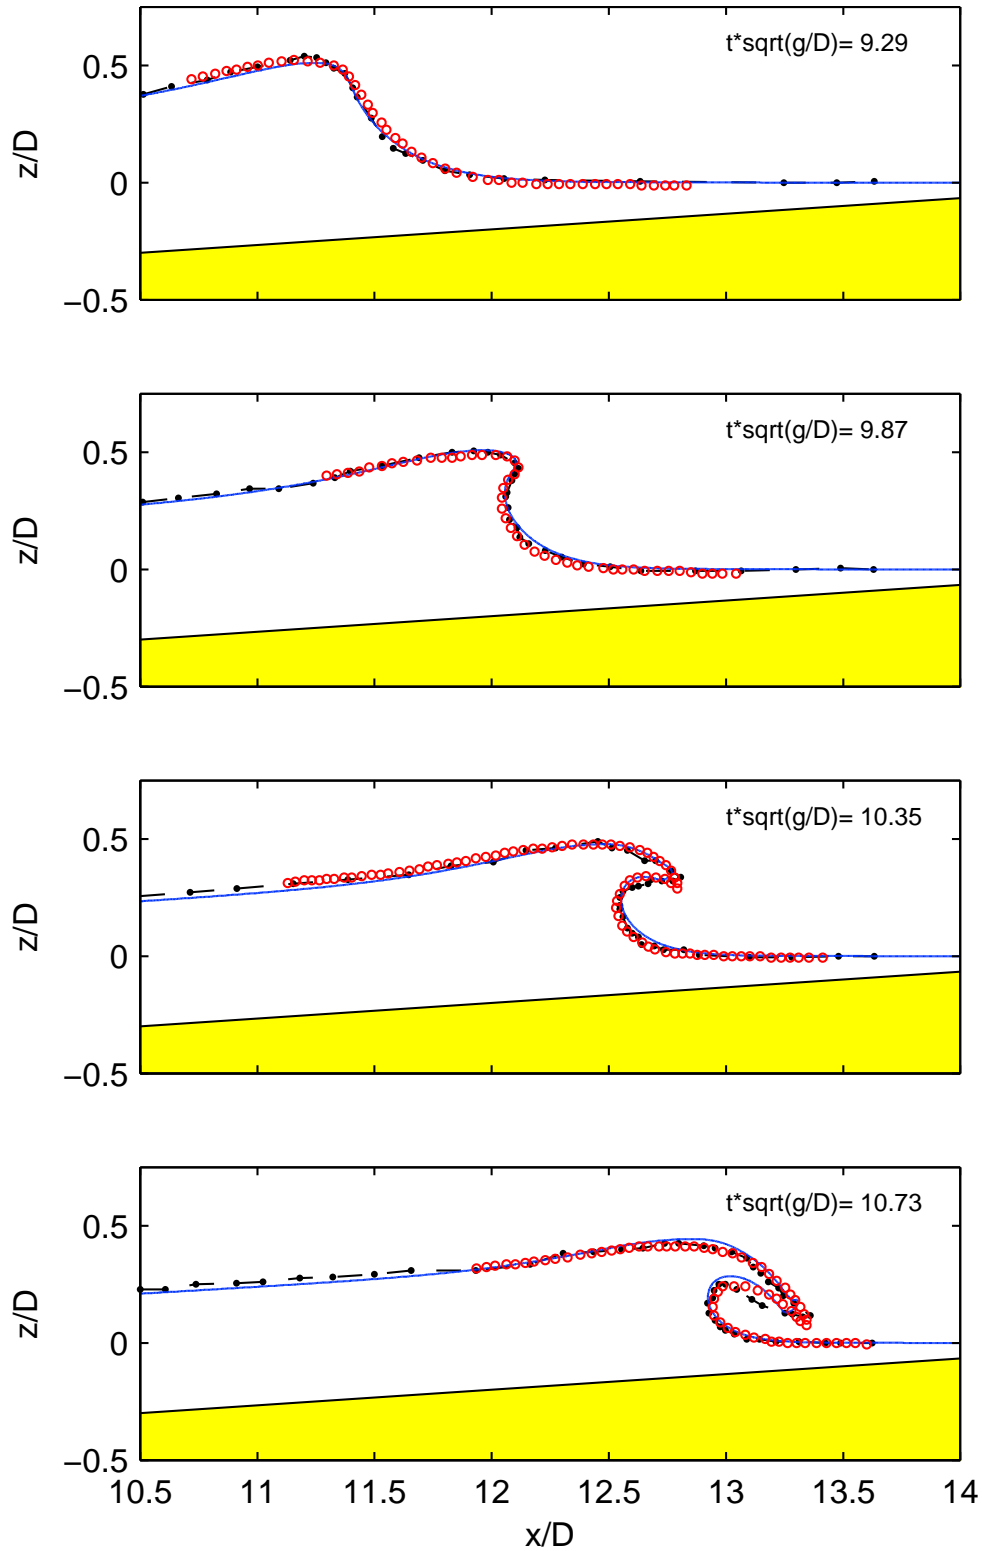 t*sqrt(g/D)= 9.29
0.5
z/D
0
−0.5
t*sqrt(g/D)= 9.87
0.5
z/D
0
−0.5
t*sqrt(g/D)= 10.35
0.5
z/D
0
−0.5
t*sqrt(g/D)= 10.73
0.5
z/D
0
−0.5
10.5 11 11.5 12 12.5 13 13.5 14
x/D